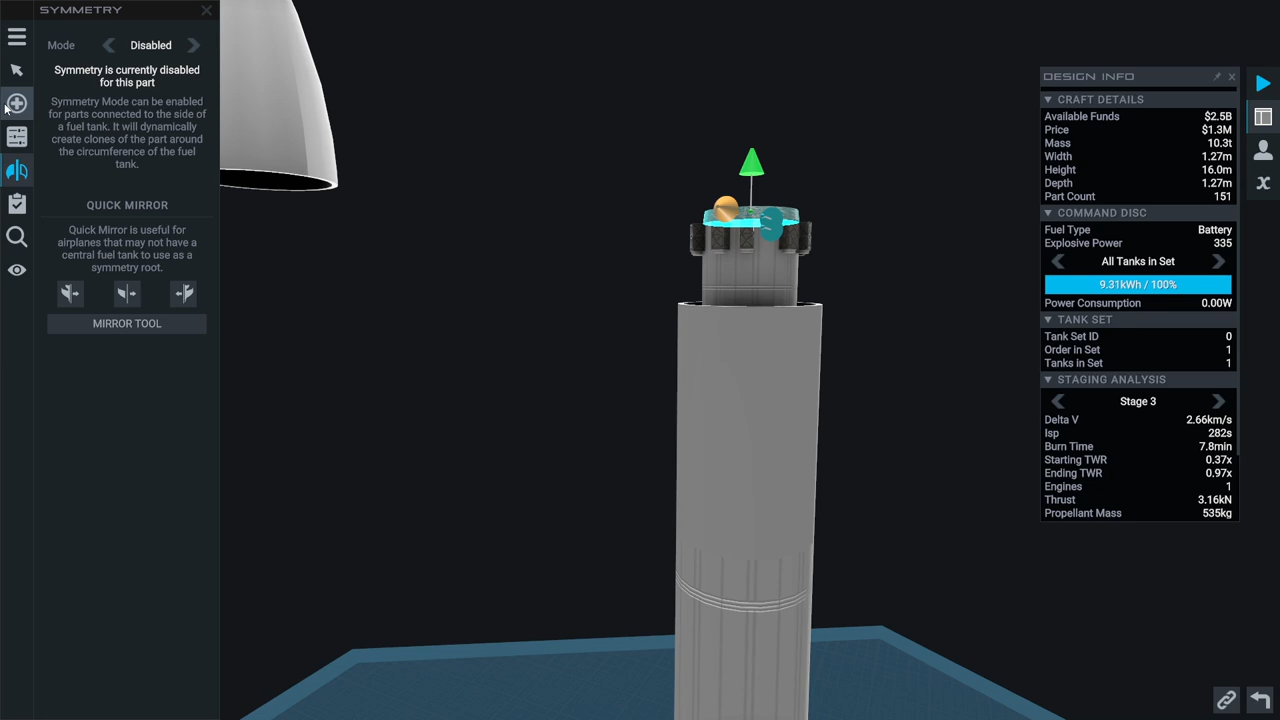 SYMMETRY
Mode
Disabled
Symmetry is currently disabled
for this part
Symmetry Mode can be enabled
for parts connected to the side of
a fuel tank. It will dynamically
create clones of the part around
the circumference of the fuel
tank.
QUICK MIRROR
Quick Mirror is useful for
airplanes that may not have a
central fuel tank to use as a
symmetry root.
MIRROR TOOL
DESIGN INFO
CRAFT DETAILS
Available Funds $2.5B
Price $1.3M
Mass 10.3t
Width 1.27m
Height 16.0m
Depth 1.27m
Part Count 151
COMMAND DISC
Fuel Type Battery
Explosive Power 335
All Tanks in Set
9.31kWh / 100%
Power Consumption 0.00W
TANK SET
Tank Set ID 0
Order in Set 1
Tanks in Set 1
STAGING ANALYSIS
Stage 3
Delta V 2.66km/s
Isp 282s
Burn Time 7.8min
Starting TWR 0.37x
Ending TWR 0.97x
Engines 1
Thrust 3.16kN
Propellant Mass 535kg